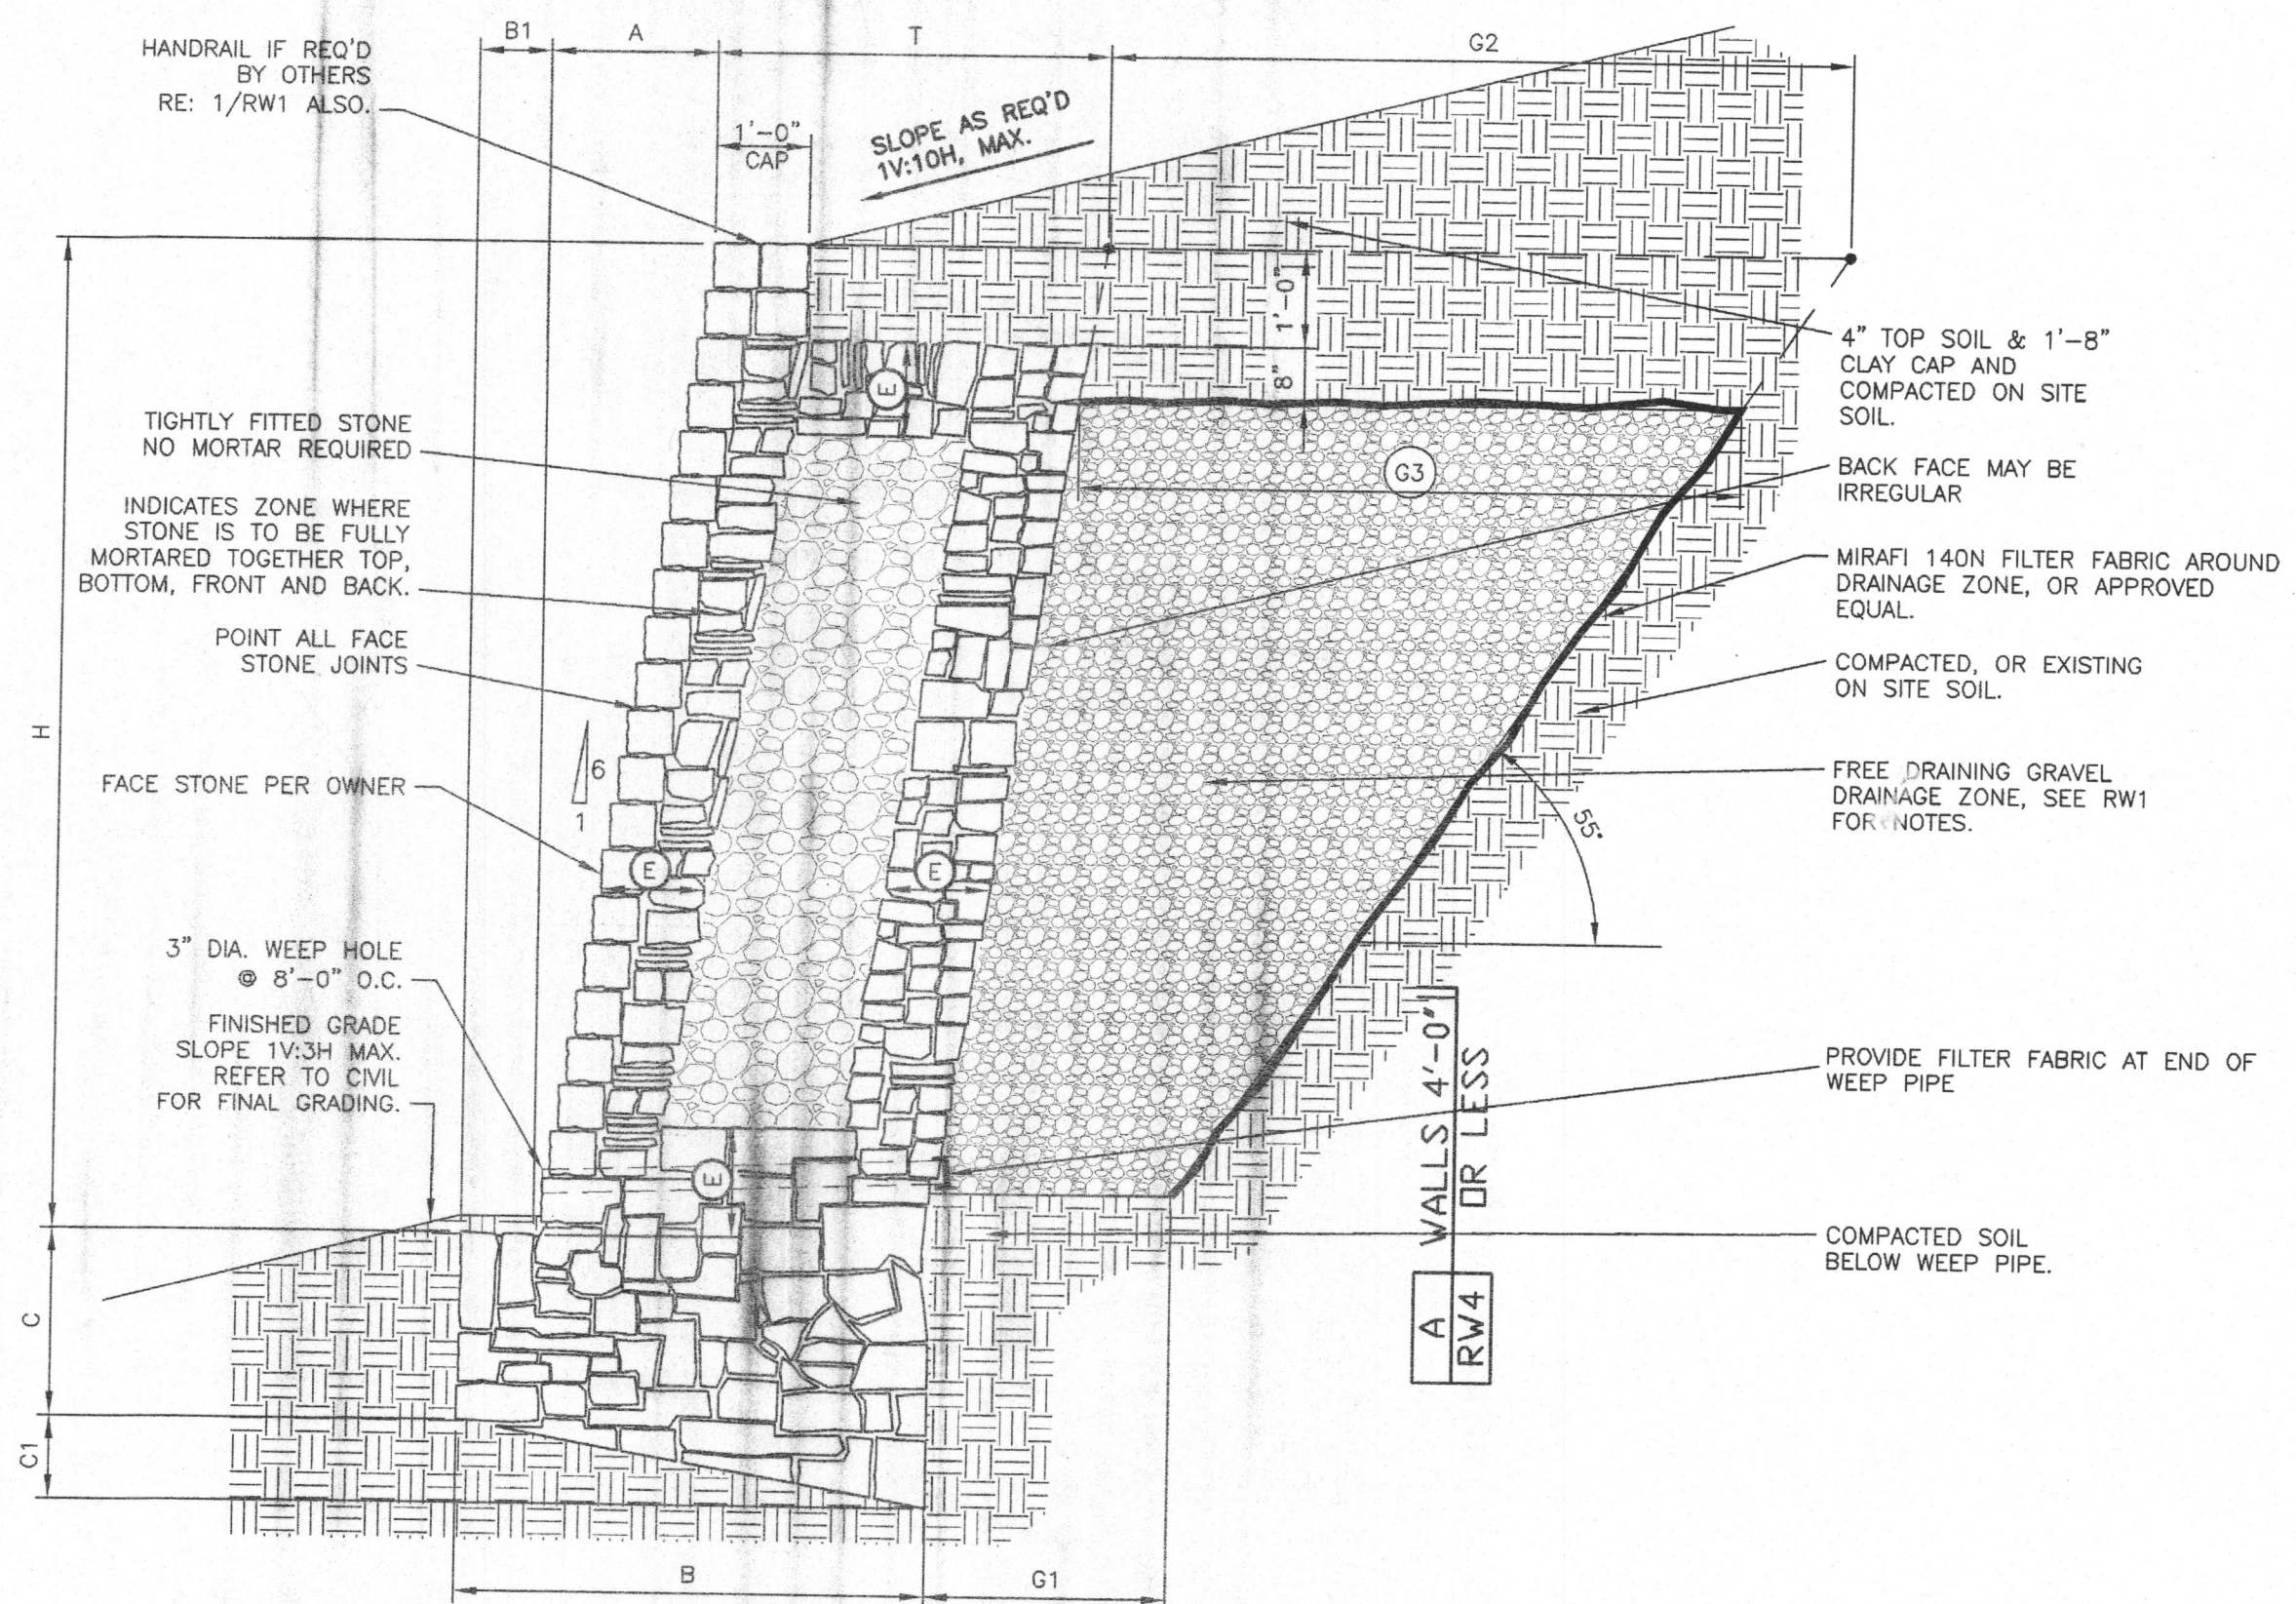 B1
A
T
G2
HANDRAIL IF REQ'D
BY OTHERS
RE: 1/RW1 ALSO.
1'-0"
CAP
SLOPE AS REQ'D
1V:10H, MAX.
1'-0"
8"
4" TOP SOIL & 1'-8"
CLAY CAP AND
COMPACTED ON SITE
SOIL.
E
TIGHTLY FITTED STONE
NO MORTAR REQUIRED
G3
BACK FACE MAY BE
IRREGULAR
INDICATES ZONE WHERE
STONE IS TO BE FULLY
MORTARED TOGETHER TOP,
BOTTOM, FRONT AND BACK.
MIRAFI 140N FILTER FABRIC AROUND
DRAINAGE ZONE, OR APPROVED
EQUAL.
POINT ALL FACE
STONE JOINTS
COMPACTED, OR EXISTING
ON SITE SOIL.
H
6
1
FACE STONE PER OWNER
FREE DRAINING GRAVEL
DRAINAGE ZONE, SEE RW1
FOR NOTES.
55°
E
E
3" DIA. WEEP HOLE
@ 8'-0" O.C.
FINISHED GRADE
SLOPE 1V:3H MAX.
REFER TO CIVIL
FOR FINAL GRADING.
PROVIDE FILTER FABRIC AT END OF
WEEP PIPE
E
WALLS 4'-0"
OR LESS
A
RW4
COMPACTED SOIL
BELOW WEEP PIPE.
C
C1
B
G1